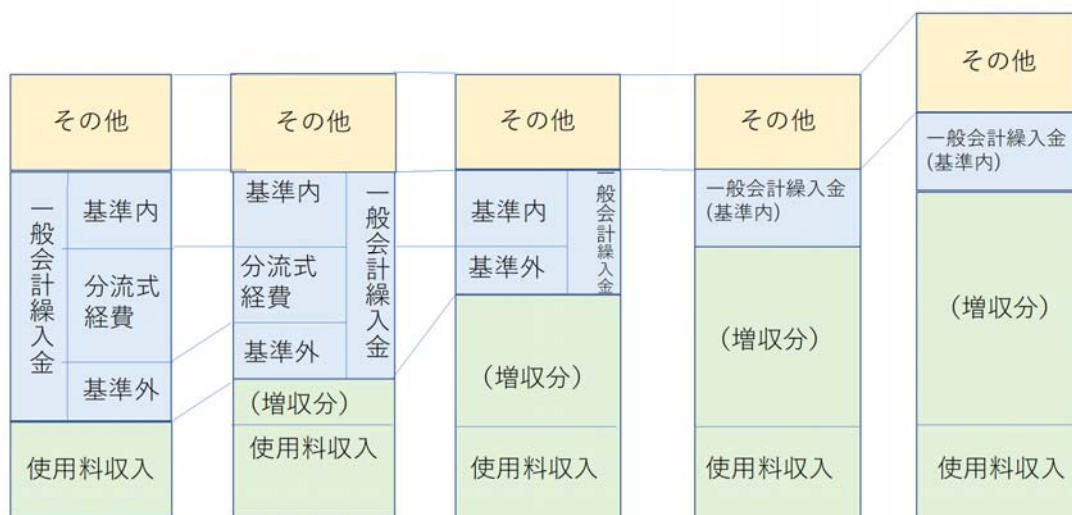 その他
一般会計繰入金
基準内
分流式
経費
基準外
使用料収入
その他
基準内
分流式
経費
基準外
一般会計繰入金
(増収分)
使用料収入
その他
基準内
基準外
一般会計繰入金
(増収分)
使用料収入
その他
一般会計繰入金
(基準内)
(増収分)
使用料収入
その他
一般会計繰入金
(基準内)
(増収分)
使用料収入